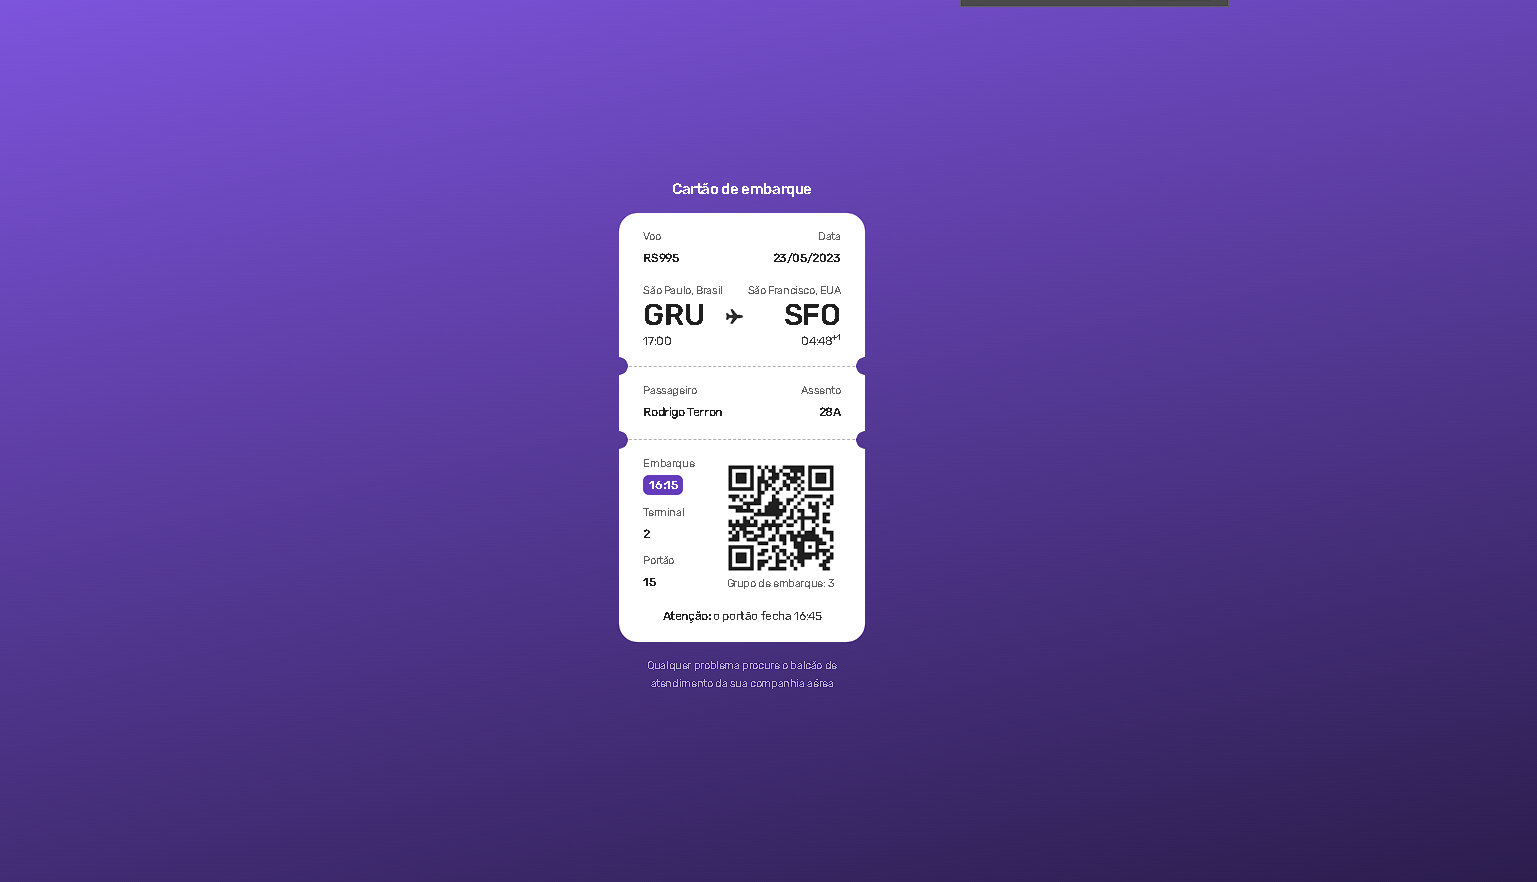 Cartão de embarque
Voo Data
RS995 23/05/2023
São Paulo, Brasil São Francisco, EUA
GRU SFO
17:00 04:48+1
Passageiro Assento
Rodrigo Terron 28A
Embarque
16:15
Terminal
2
Portão
15
Grupo de embarque: 3
Atenção: o portão fecha 16:45
Qualquer problema procure o balcão de
atendimento da sua companhia aérea